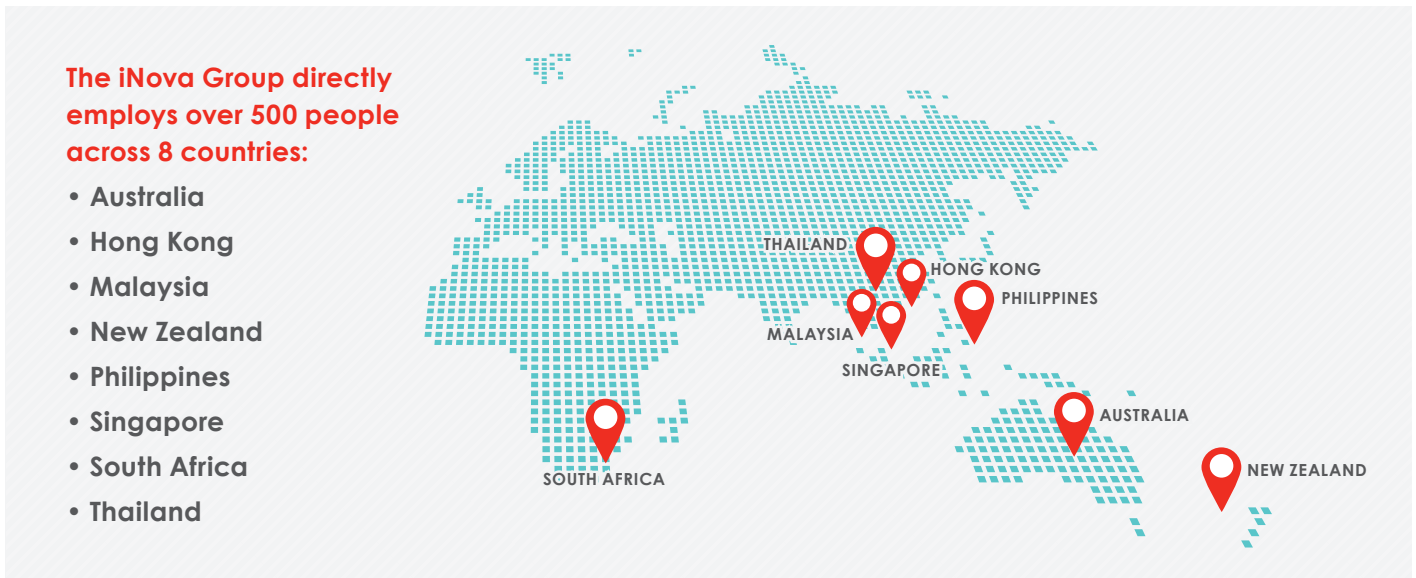 The iNova Group directly
employs over 500 people
across 8 countries:
• Australia
• Hong Kong
• Malaysia
• New Zealand
• Philippines
• Singapore
• South Africa
• Thailand
THAILAND
HONG KONG
PHILIPPINES
MALAYSIA
SINGAPORE
AUSTRALIA
NEW ZEALAND
SOUTH AFRICA